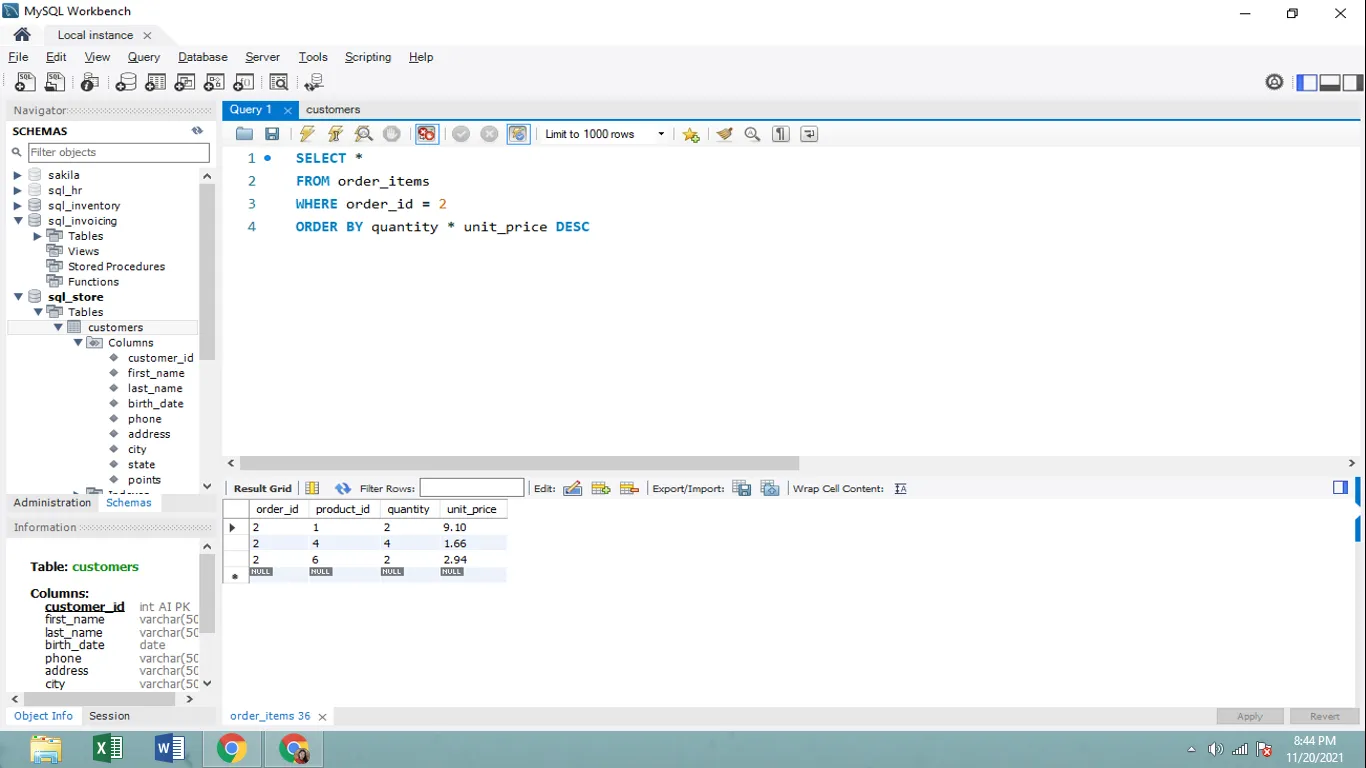 MySQL Workbench
Local instance
File Edit View Query Database Server Tools Scripting Help
Navigator
SCHEMAS
Filter objects
sakila
sql_hr
sql_inventory
sql_invoicing
Tables
Views
Stored Procedures
Functions
sql_store
Tables
customers
Columns
customer_id
first_name
last_name
birth_date
phone
address
city
state
points
Administration Schemas
Information
Table: customers
Columns:
customer_id int AI PK
first_name varchar(50
last_name varchar(50
birth_date date
phone varchar(50
address varchar(50
city varchar(50
Object Info Session
Query 1 customers
Limit to 1000 rows
1 SELECT *
2 FROM order_items
3 WHERE order_id = 2
4 ORDER BY quantity * unit_price DESC
Result Grid Filter Rows: Edit: Export/Import: Wrap Cell Content: IA
order_id product_id quantity unit_price
2 1 2 9.10
2 4 4 1.66
2 6 2 2.94
NULL NULL NULL NULL
order_items 36
Apply Revert
8:44 PM
11/20/2021